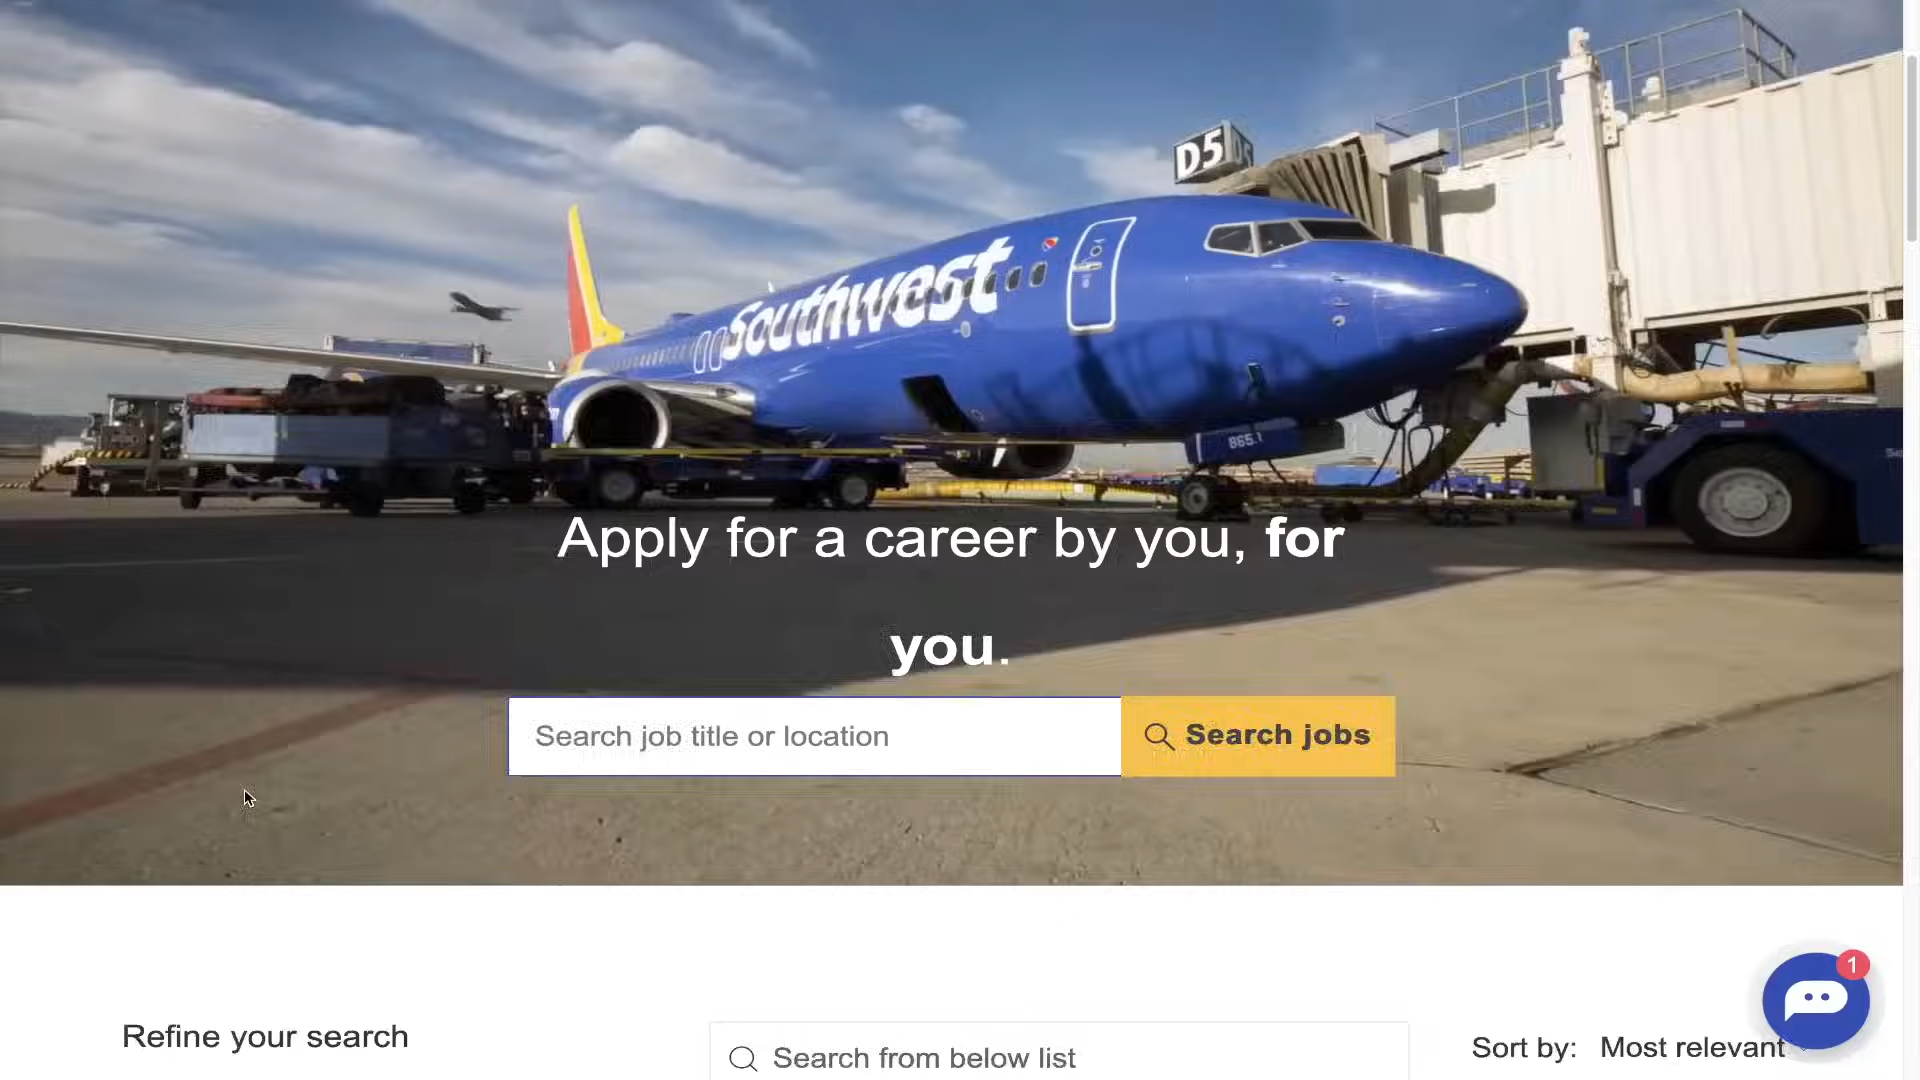 D5
Southwest
865.1
Apply for a career by you, for
you.
Search job title or location
Search jobs
1
Refine your search
Search from below list
Sort by: Most relevant